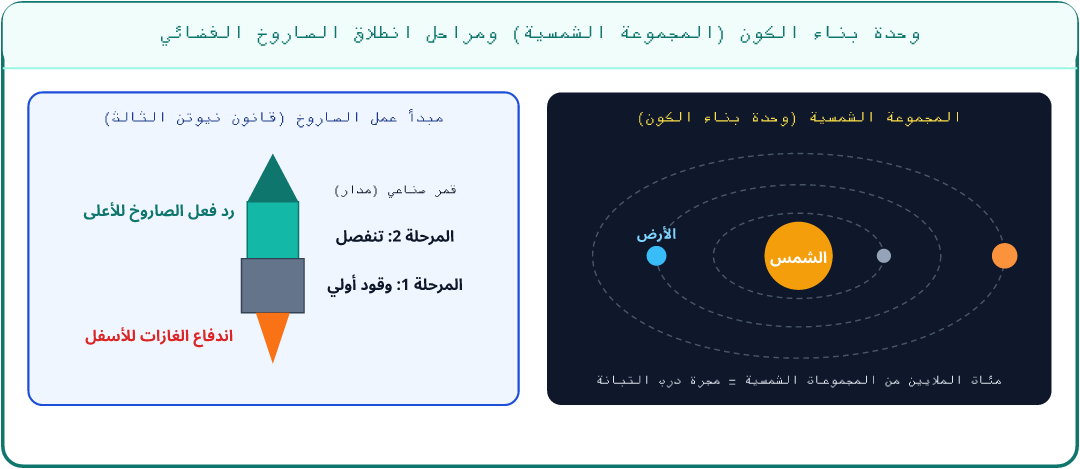 وحدة بناء الكون (المجموعة الشمسية) ومراحل انطلاق الصاروخ الفضائي
المجموعة الشمسية (وحدة بناء الكون)
الأرض
الشمس
مئات الملايين من المجموعات الشمسية = مجرة درب التبانة
مبدأ عمل الصاروخ (قانون نيوتن الثالث)
قمر صناعي (مدار)
رد فعل الصاروخ للأعلى
المرحلة 2: تنفصل
المرحلة 1: وقود أولي
اندفاع الغازات للأسفل